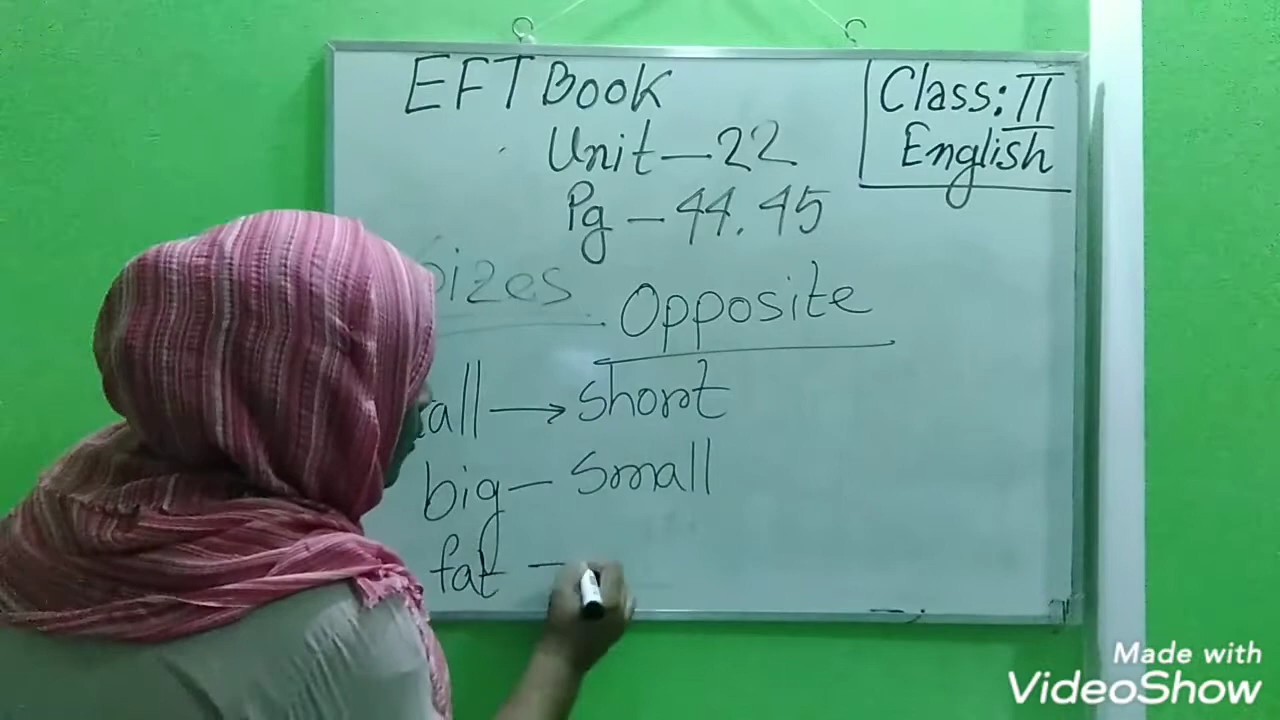 EFT Book
Class: II
English
Unit - 22
Pg - 44.45
Sizes
Opposite
all → short
big - small
fat -
Made with
VideoShow